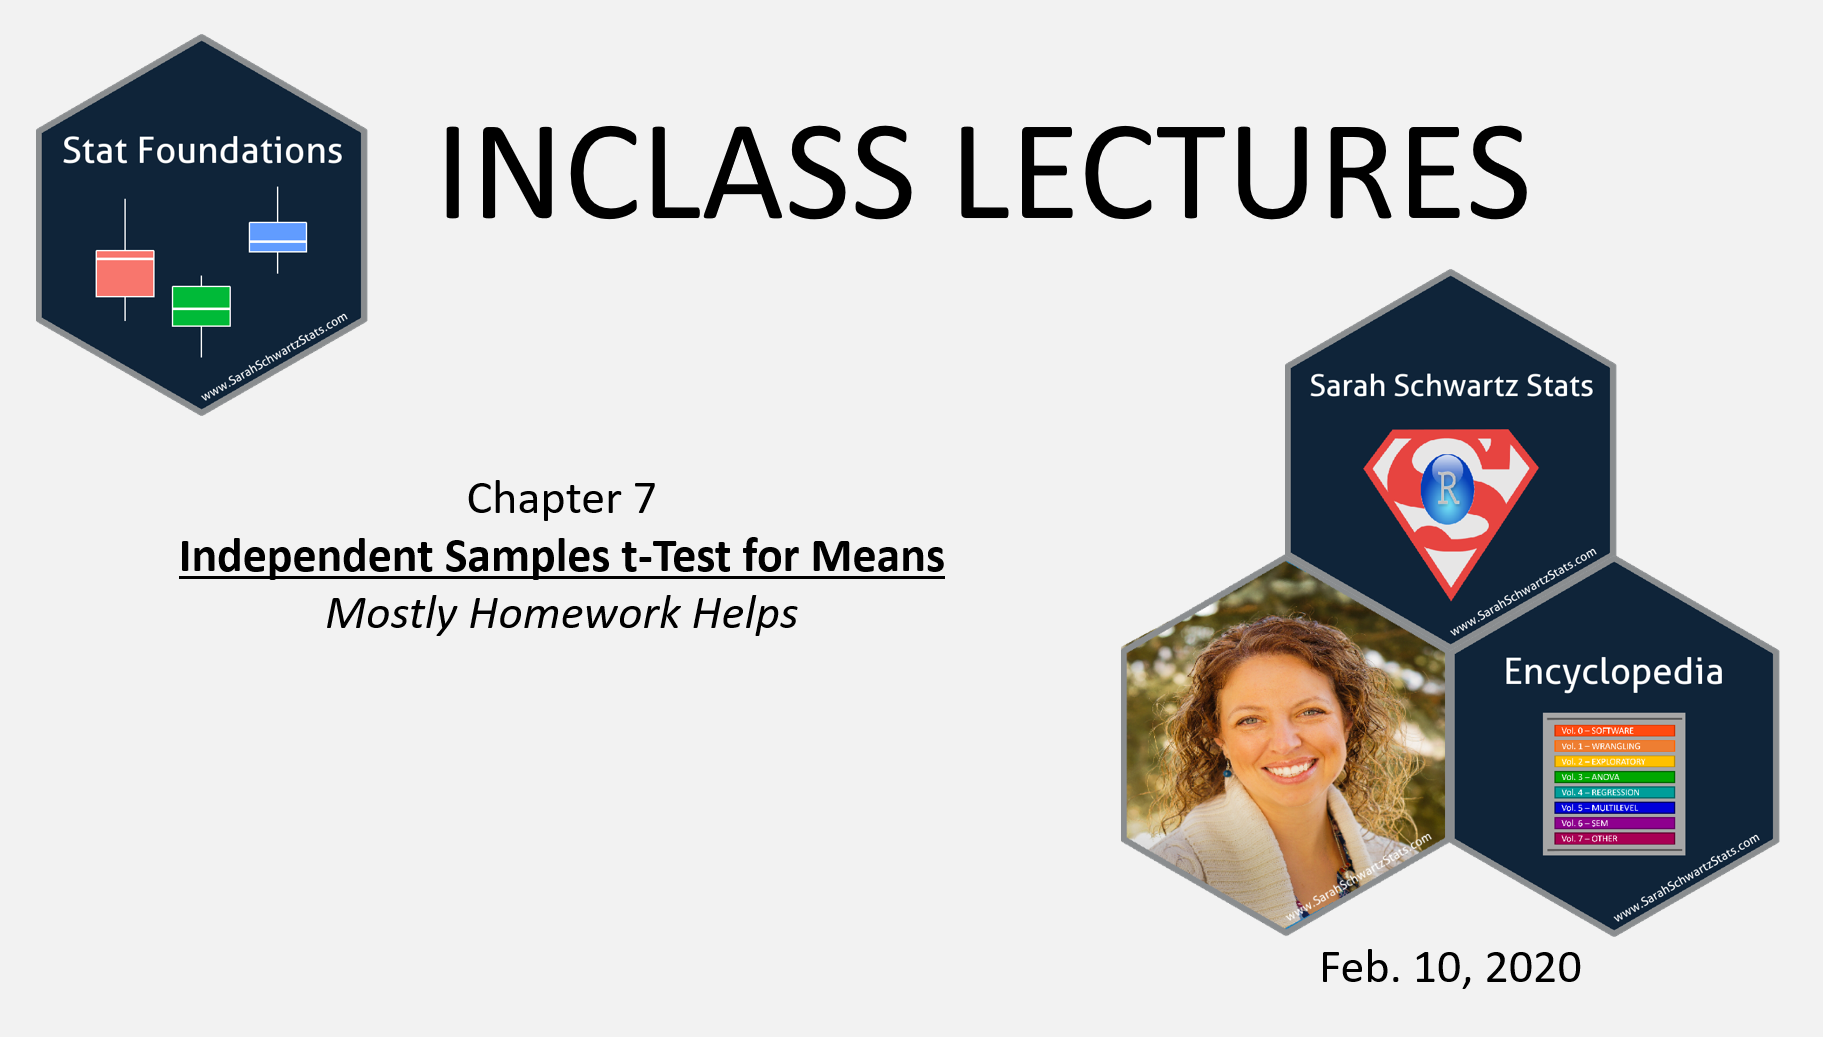 INCLASS LECTURES
Stat Foundations
www.SarahSchwartzStats.com
Chapter 7
Independent Samples t-Test for Means
Mostly Homework Helps
Sarah Schwartz Stats
S
R
www.SarahSchwartzStats.com
www.SarahSchwartzStats.com
Encyclopedia
Vol. 0 – SOFTWARE
Vol. 1 – WRANGLING
Vol. 2 – EXPLORATORY
Vol. 3 – ANOVA
Vol. 4 – REGRESSION
Vol. 5 – MULTILEVEL
Vol. 6 – SEM
Vol. 7 – OTHER
www.SarahSchwartzStats.com
Feb. 10, 2020